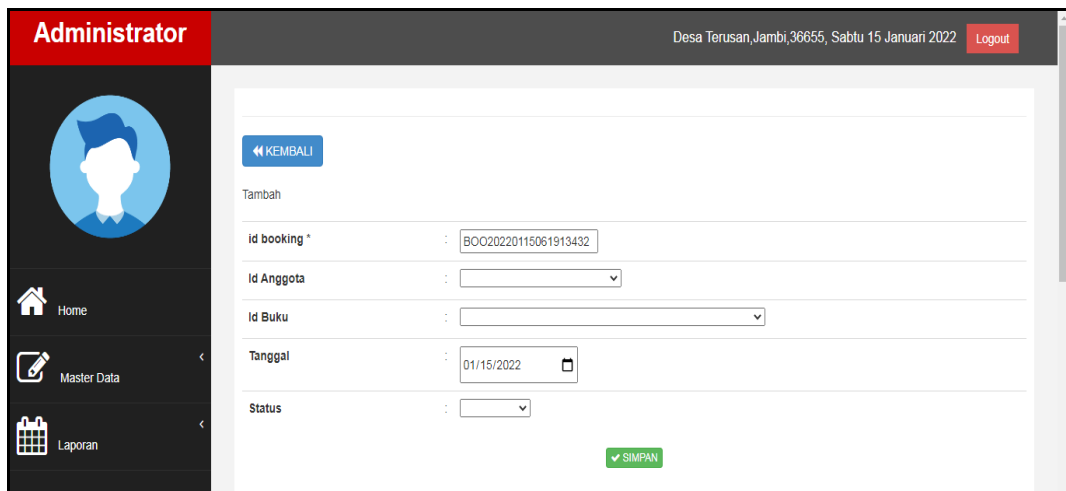 Administrator
Desa Terusan,Jambi,36655, Sabtu 15 Januari 2022
Logout
KEMBALI
Tambah
id booking * : BOO20220115061913432
Id Anggota :
Id Buku :
Tanggal : 01/15/2022
Status :
SIMPAN
Home
Master Data
Laporan